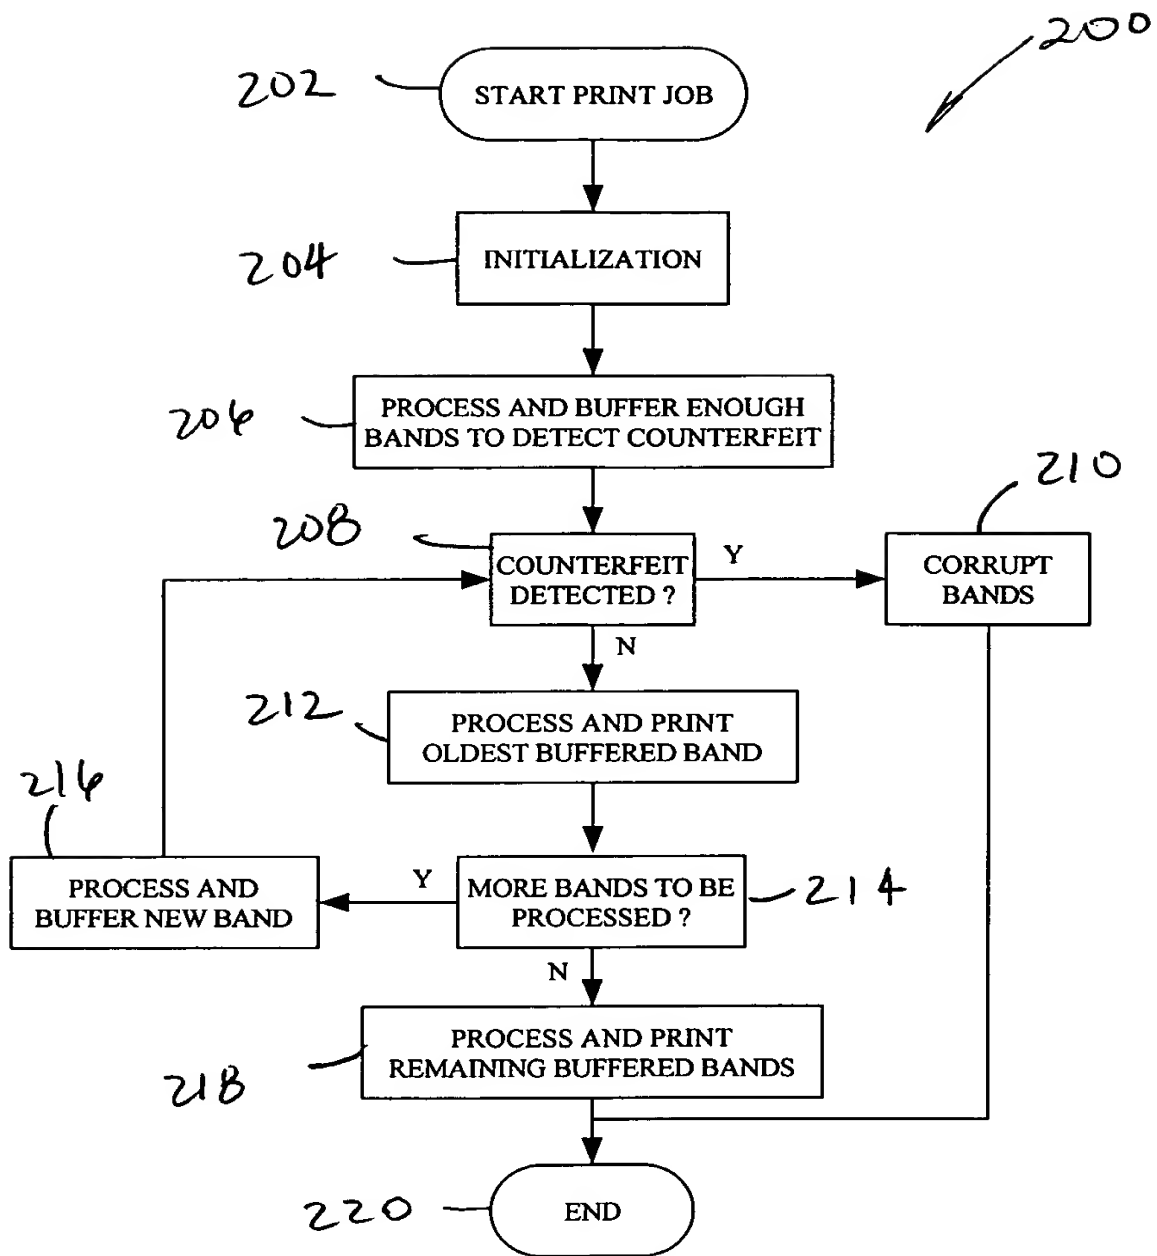 200
202
START PRINT JOB
204
INITIALIZATION
206
PROCESS AND BUFFER ENOUGH
BANDS TO DETECT COUNTERFEIT
208
COUNTERFEIT
DETECTED ?
Y
210
CORRUPT
BANDS
N
212
PROCESS AND PRINT
OLDEST BUFFERED BAND
216
PROCESS AND
BUFFER NEW BAND
Y
MORE BANDS TO BE
PROCESSED ?
214
N
PROCESS AND PRINT
REMAINING BUFFERED BANDS
218
220
END